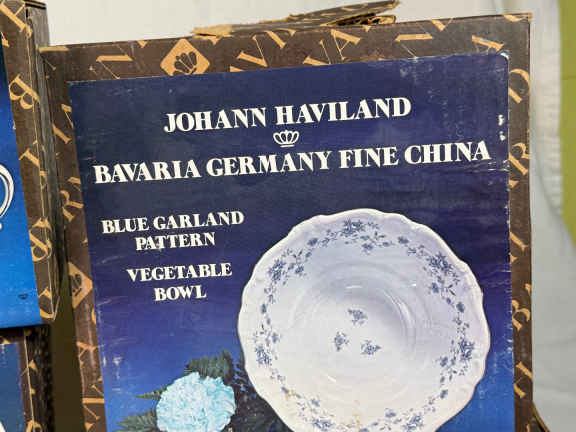 JOHANN HAVILAND
BAVARIA GERMANY FINE CHINA
BLUE GARLAND
PATTERN
VEGETABLE
BOWL